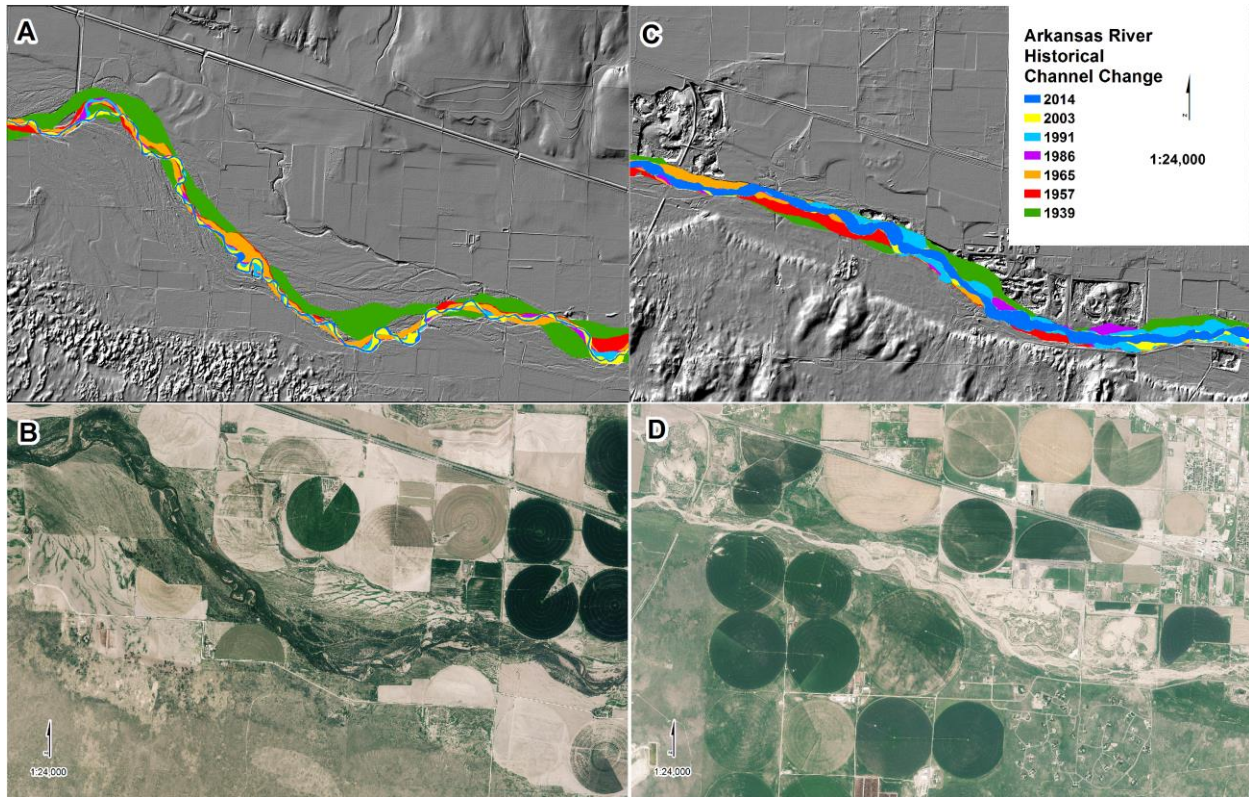 A
C
Arkansas River
Historical
Channel Change
2014
2003
1991
1986
1965
1957
1939
1:24,000
B
1:24,000
D
1:24,000